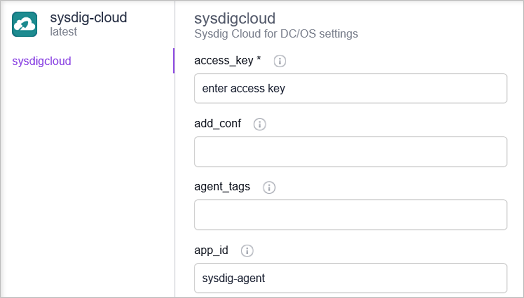 sysdig-cloud
latest
sysdigcloud
sysdigcloud
Sysdig Cloud for DC/OS settings
access_key *
enter access key
add_conf
agent_tags
app_id
sysdig-agent